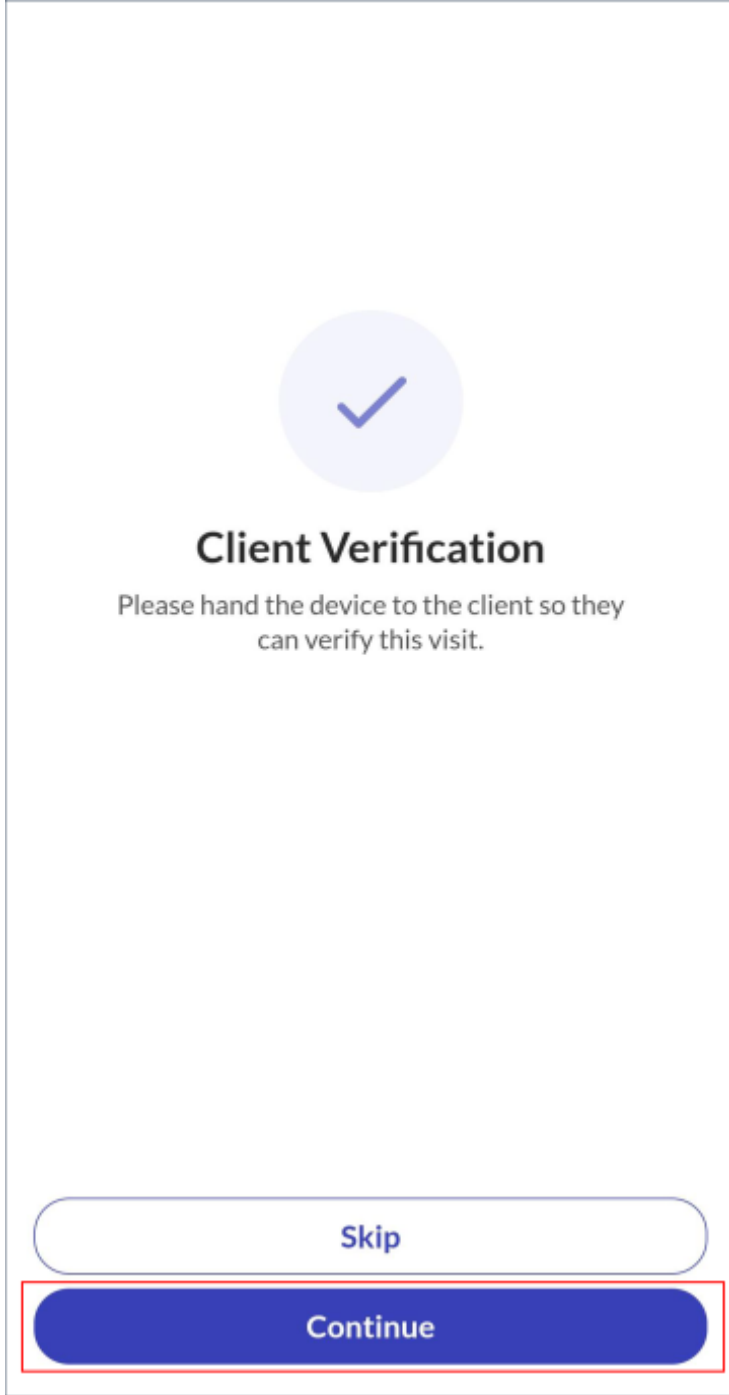 Client Verification
Please hand the device to the client so they
can verify this visit.
Skip
Continue